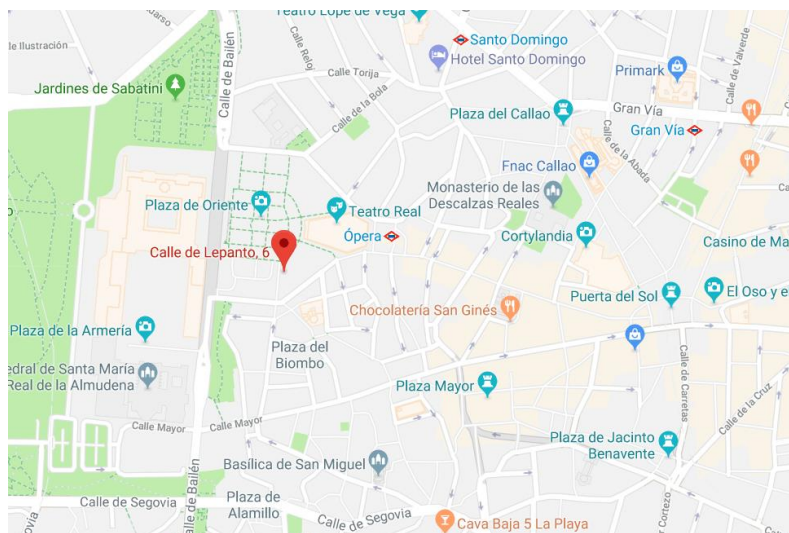 Teatro Lope de Vega
le Ilustración
Calle de Bailén
Calle Reloj
Santo Domingo
Hotel Santo Domingo
Calle de Valverde
Calle Torija
Primark
Jardines de Sabatini
Calle de la Bola
Plaza del Callao
Gran Vía
Gran Vía
Calle de la Abada
Fnac Callao
Monasterio de las
Descalzas Reales
Plaza de Oriente
Teatro Real
Ópera
Cortylandia
Casino de Ma
Calle de Lepanto, 6
Puerta del Sol
El Oso y e
Chocolatería San Ginés
Plaza de la Armería
Plaza del
Biombo
edral de Santa María
Real de la Almudena
Plaza Mayor
Calle de Carretas
Calle de la Cruz
Calle Mayor
Calle Mayor
Plaza de Jacinto
Benavente
Basílica de San Miguel
Calle de Bailén
Calle de Segovia
Plaza de
Alamillo
Calle de Segovia
Cava Baja 5 La Playa